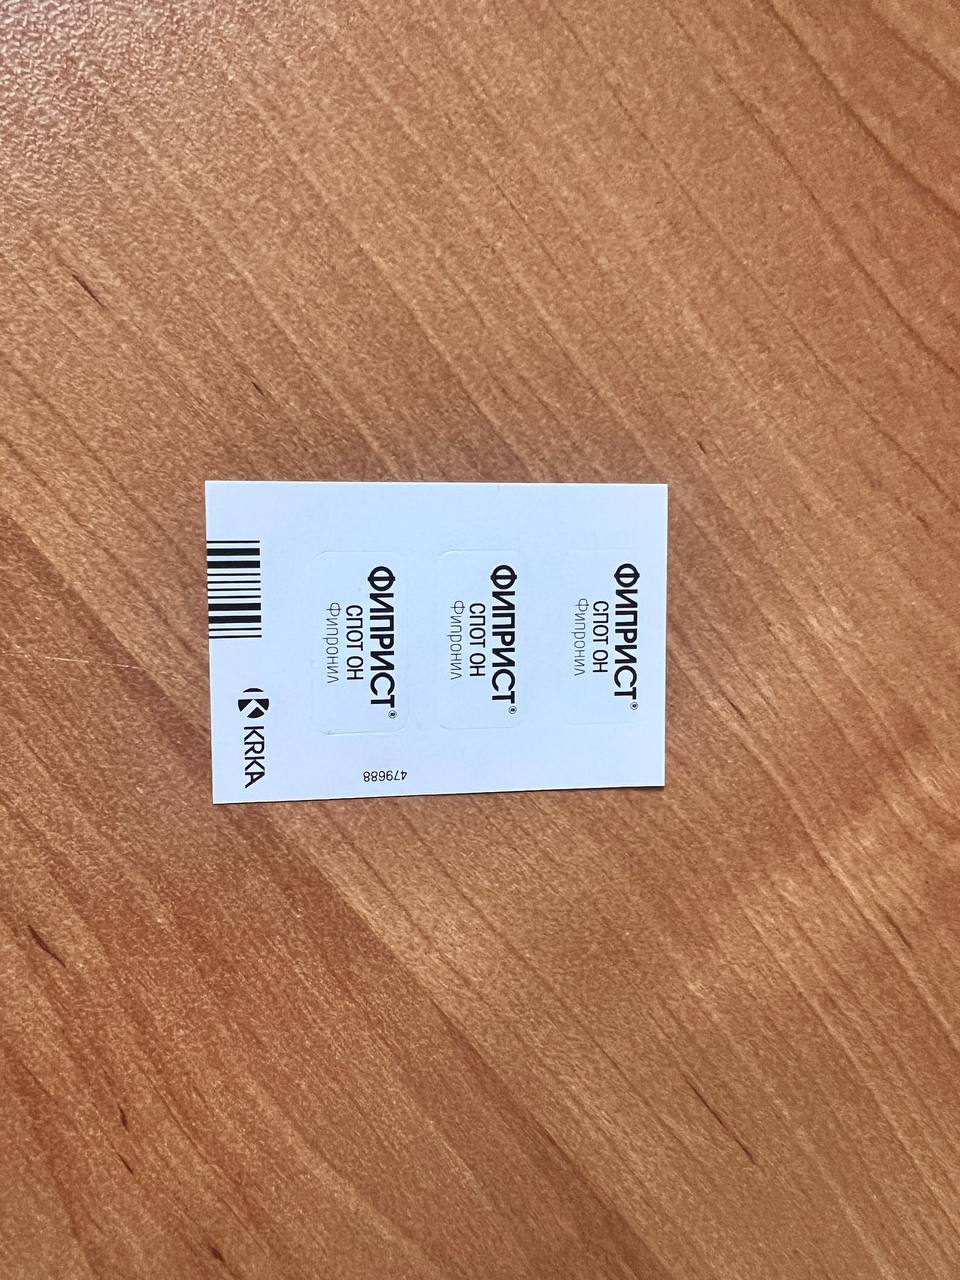 ФИПРИСТ®
СПОТ ОН
Фипронил
ФИПРИСТ®
СПОТ ОН
Фипронил
ФИПРИСТ®
СПОТ ОН
Фипронил
KRKA
479688